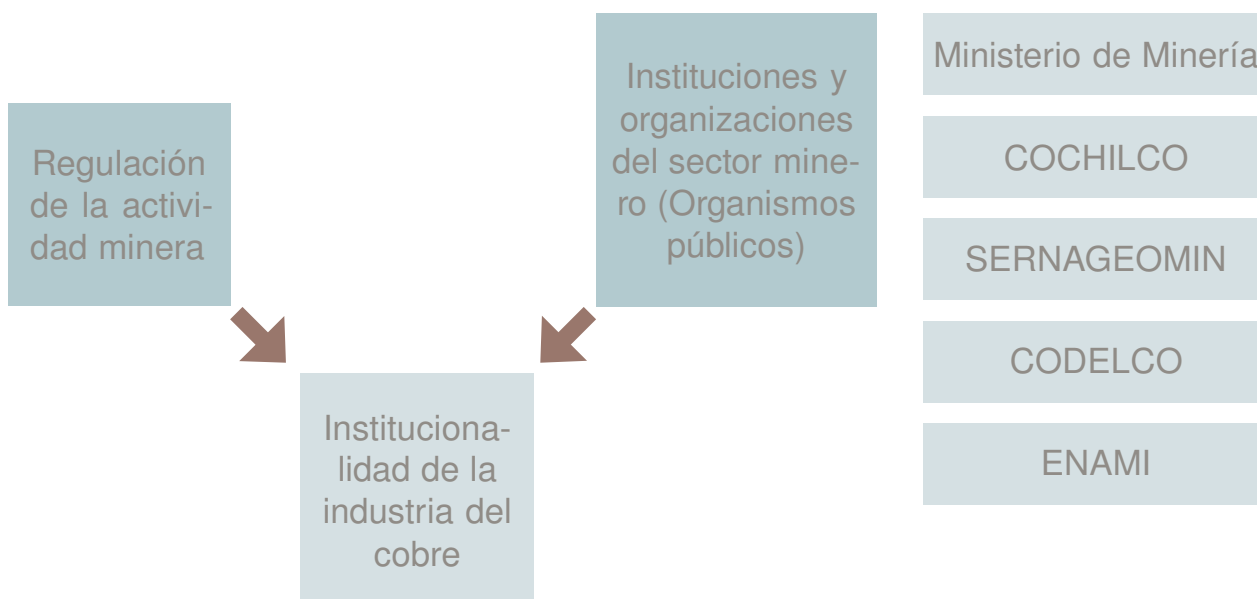 Regulación
de la activi-
dad minera
Instituciones y
organizaciones
del sector mine-
ro (Organismos
públicos)
Instituciona-
lidad de la
industria del
cobre
Ministerio de Minería
COCHILCO
SERNAGEOMIN
CODELCO
ENAMI